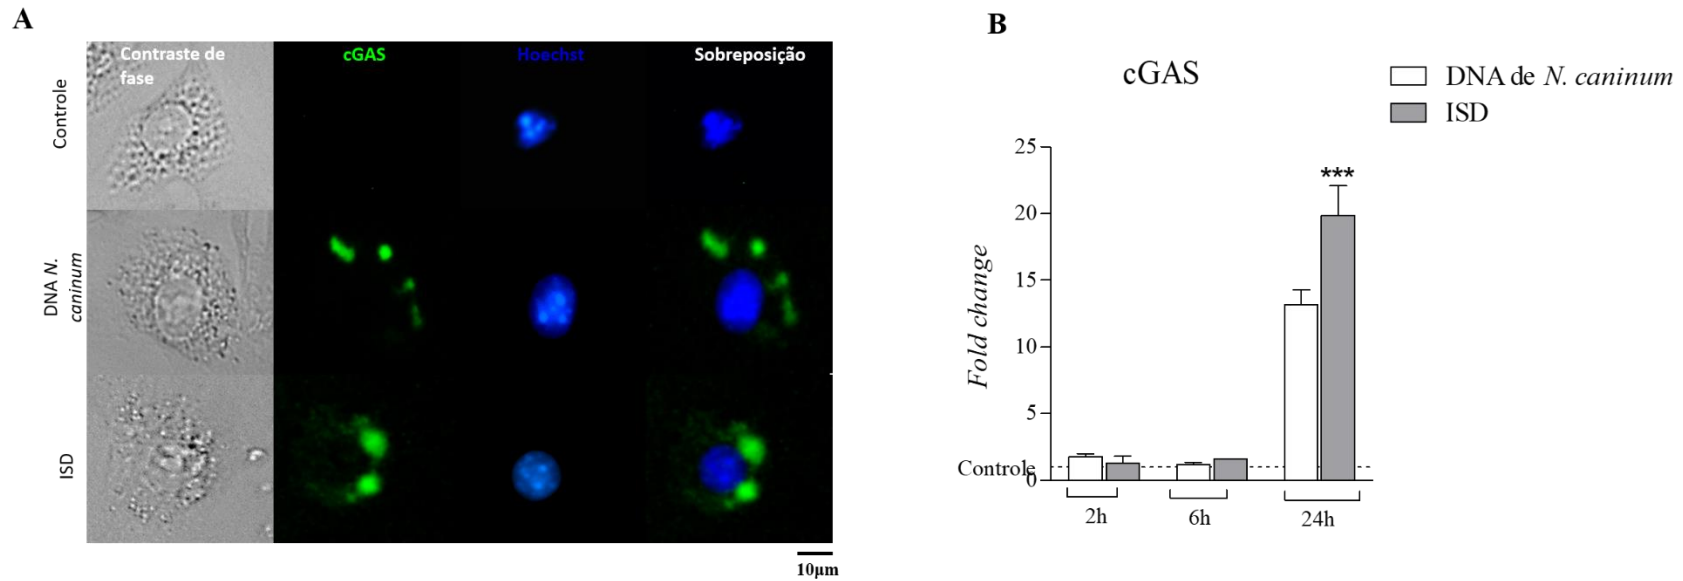 A
Contraste de
fase
cGAS
Hoechst
Sobreposição
Controle
DNA N.
caninum
ISD
10μm
B
cGAS
DNA de N. caninum
ISD
Fold change
25
20
15
10
5
Controle
0
***
2h
6h
24h